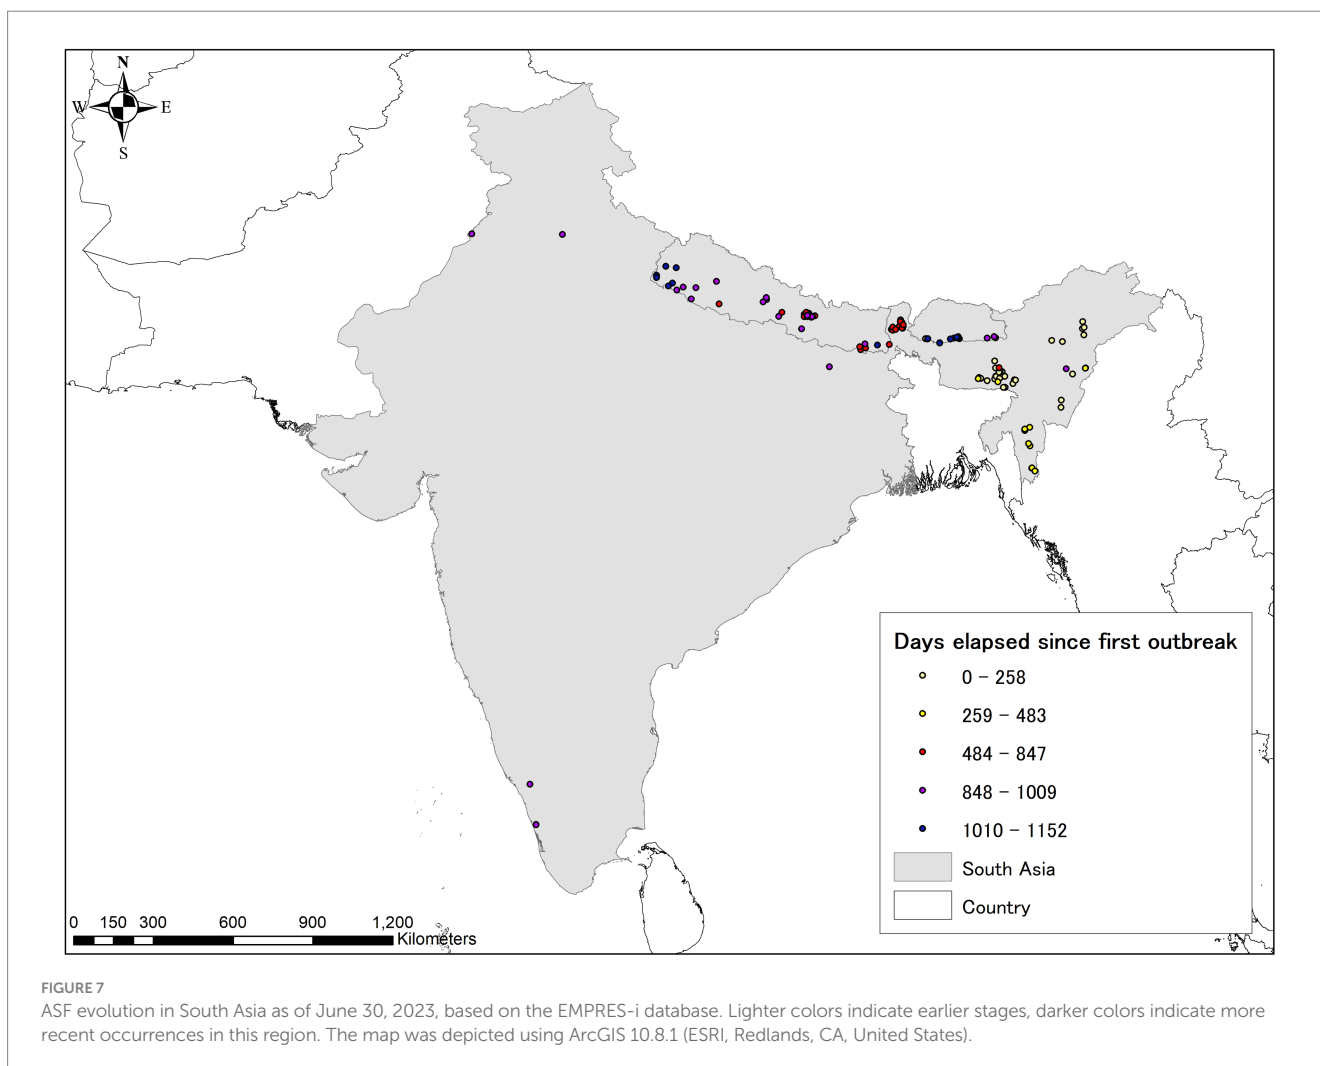 N
W E
S
Days elapsed since first outbreak
0 – 258
259 – 483
484 – 847
848 – 1009
1010 – 1152
South Asia
Country
0 150 300 600 900 1,200
Kilometers
FIGURE 7
ASF evolution in South Asia as of June 30, 2023, based on the EMPRES-i database. Lighter colors indicate earlier stages, darker colors indicate more
recent occurrences in this region. The map was depicted using ArcGIS 10.8.1 (ESRI, Redlands, CA, United States).